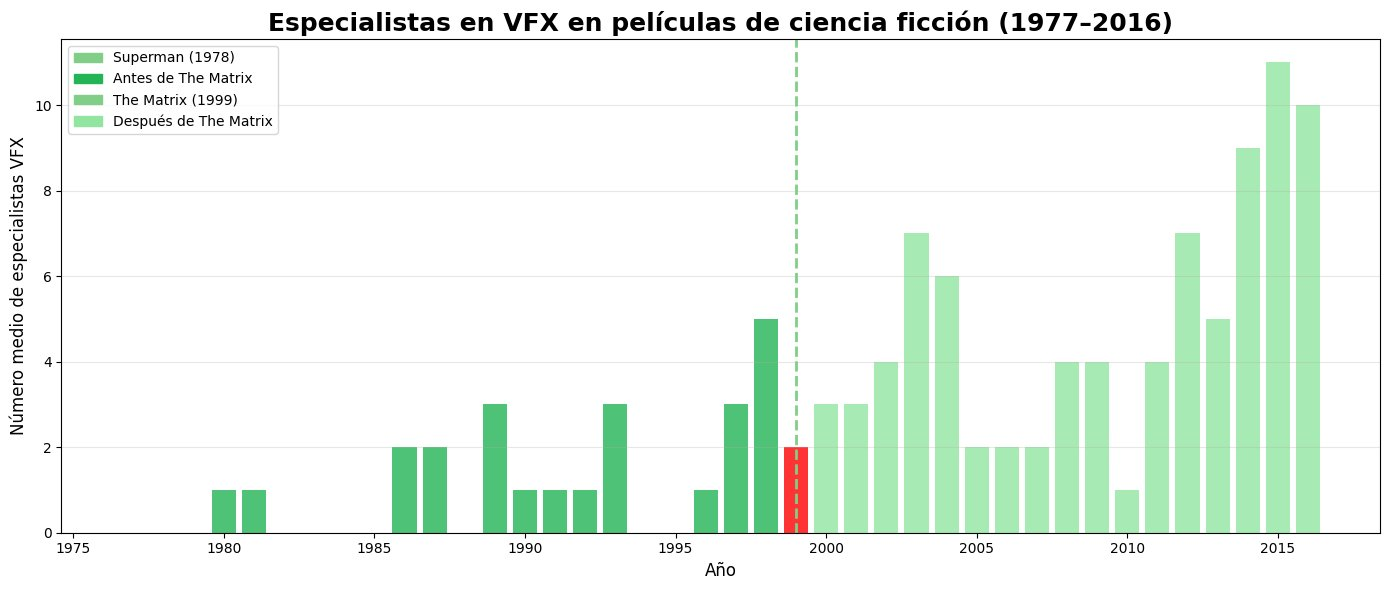 Especialistas en VFX en películas de ciencia ficción (1977–2016)
Superman (1978)
Antes de The Matrix
The Matrix (1999)
Después de The Matrix
Número medio de especialistas VFX
10
8
6
4
2
0
1975 1980 1985 1990 1995 2000 2005 2010 2015
Año